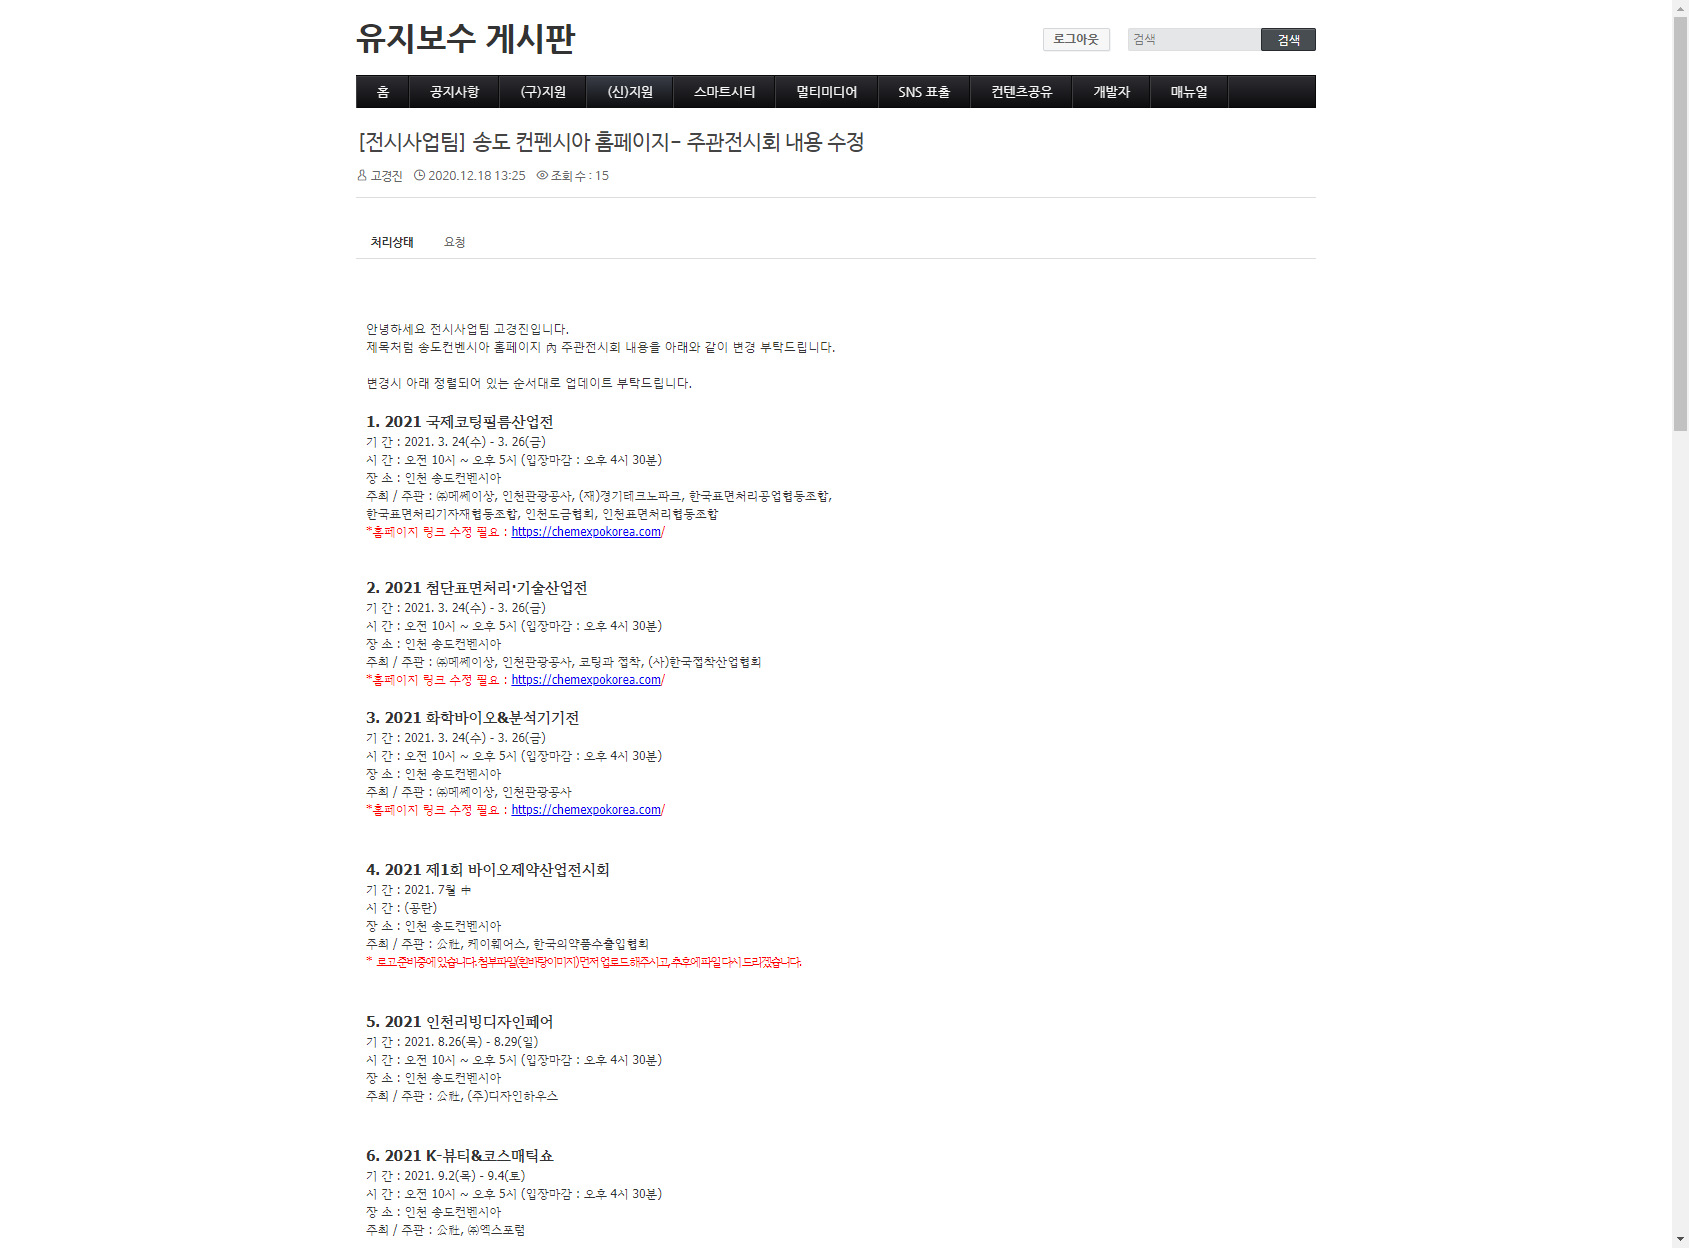 유지보수 게시판
로그아웃 검색 검색
홈 공지사항 (구)지원 (신)지원 스마트시티 멀티미디어 SNS 표출 컨텐츠공유 개발자 매뉴얼
[전시사업팀] 송도 컨펜시아 홈페이지- 주관전시회 내용 수정
고경진 2020.12.18 13:25 조회 수 : 15
처리상태 요청
안녕하세요 전시사업팀 고경진입니다.
제목처럼 송도컨벤시아 홈페이지 內 주관전시회 내용을 아래와 같이 변경 부탁드립니다.
변경시 아래 정렬되어 있는 순서대로 업데이트 부탁드립니다.
1. 2021 국제코팅필름산업전
기 간 : 2021. 3. 24(수) - 3. 26(금)
시 간 : 오전 10시 ~ 오후 5시 (입장마감 : 오후 4시 30분)
장 소 : 인천 송도컨벤시아
주최 / 주관 : ㈜메쎄이상, 인천관광공사, (재)경기테크노파크, 한국표면처리공업협동조합,
한국표면처리기자재협동조합, 인천도금협회, 인천표면처리협동조합
*홈페이지 링크 수정 필요 : https://chemexpokorea.com/
2. 2021 첨단표면처리·기술산업전
기 간 : 2021. 3. 24(수) - 3. 26(금)
시 간 : 오전 10시 ~ 오후 5시 (입장마감 : 오후 4시 30분)
장 소 : 인천 송도컨벤시아
주최 / 주관 : ㈜메쎄이상, 인천관광공사, 코팅과 접착, (사)한국접착산업협회
*홈페이지 링크 수정 필요 : https://chemexpokorea.com/
3. 2021 화학바이오&분석기기전
기 간 : 2021. 3. 24(수) - 3. 26(금)
시 간 : 오전 10시 ~ 오후 5시 (입장마감 : 오후 4시 30분)
장 소 : 인천 송도컨벤시아
주최 / 주관 : ㈜메쎄이상, 인천관광공사
*홈페이지 링크 수정 필요 : https://chemexpokorea.com/
4. 2021 제1회 바이오제약산업전시회
기 간 : 2021. 7월 中
시 간 : (공란)
장 소 : 인천 송도컨벤시아
주최 / 주관 : 公社, 케이훼어스, 한국의약품수출입협회
* 로고 준비중에 있습니다. 첨부파일(흰바탕이미지) 먼저 업로드 해주시고, 추후에 파일 다시 드리겠습니다.
5. 2021 인천리빙디자인페어
기 간 : 2021. 8.26(목) - 8.29(일)
시 간 : 오전 10시 ~ 오후 5시 (입장마감 : 오후 4시 30분)
장 소 : 인천 송도컨벤시아
주최 / 주관 : 公社, (주)디자인하우스
6. 2021 K-뷰티&코스매틱쇼
기 간 : 2021. 9.2(목) - 9.4(토)
시 간 : 오전 10시 ~ 오후 5시 (입장마감 : 오후 4시 30분)
장 소 : 인천 송도컨벤시아
주최 / 주관 : 公社, ㈜엑스포럼